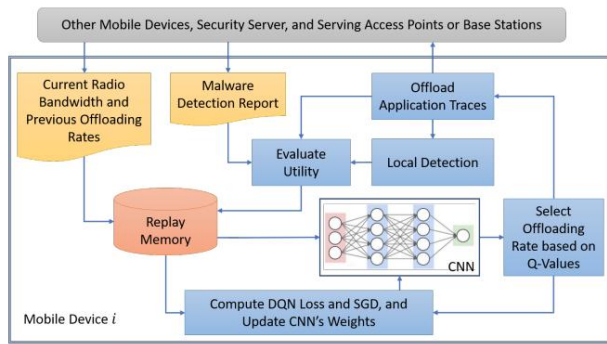 Other Mobile Devices, Security Server, and Serving Access Points or Base Stations
Current Radio
Bandwidth and
Previous Offloading
Rates
Malware
Detection Report
Offload
Application Traces
Evaluate
Utility
Local Detection
Replay
Memory
CNN
Select
Offloading
Rate based on
Q-Values
Compute DQN Loss and SGD, and
Update CNN's Weights
Mobile Device i